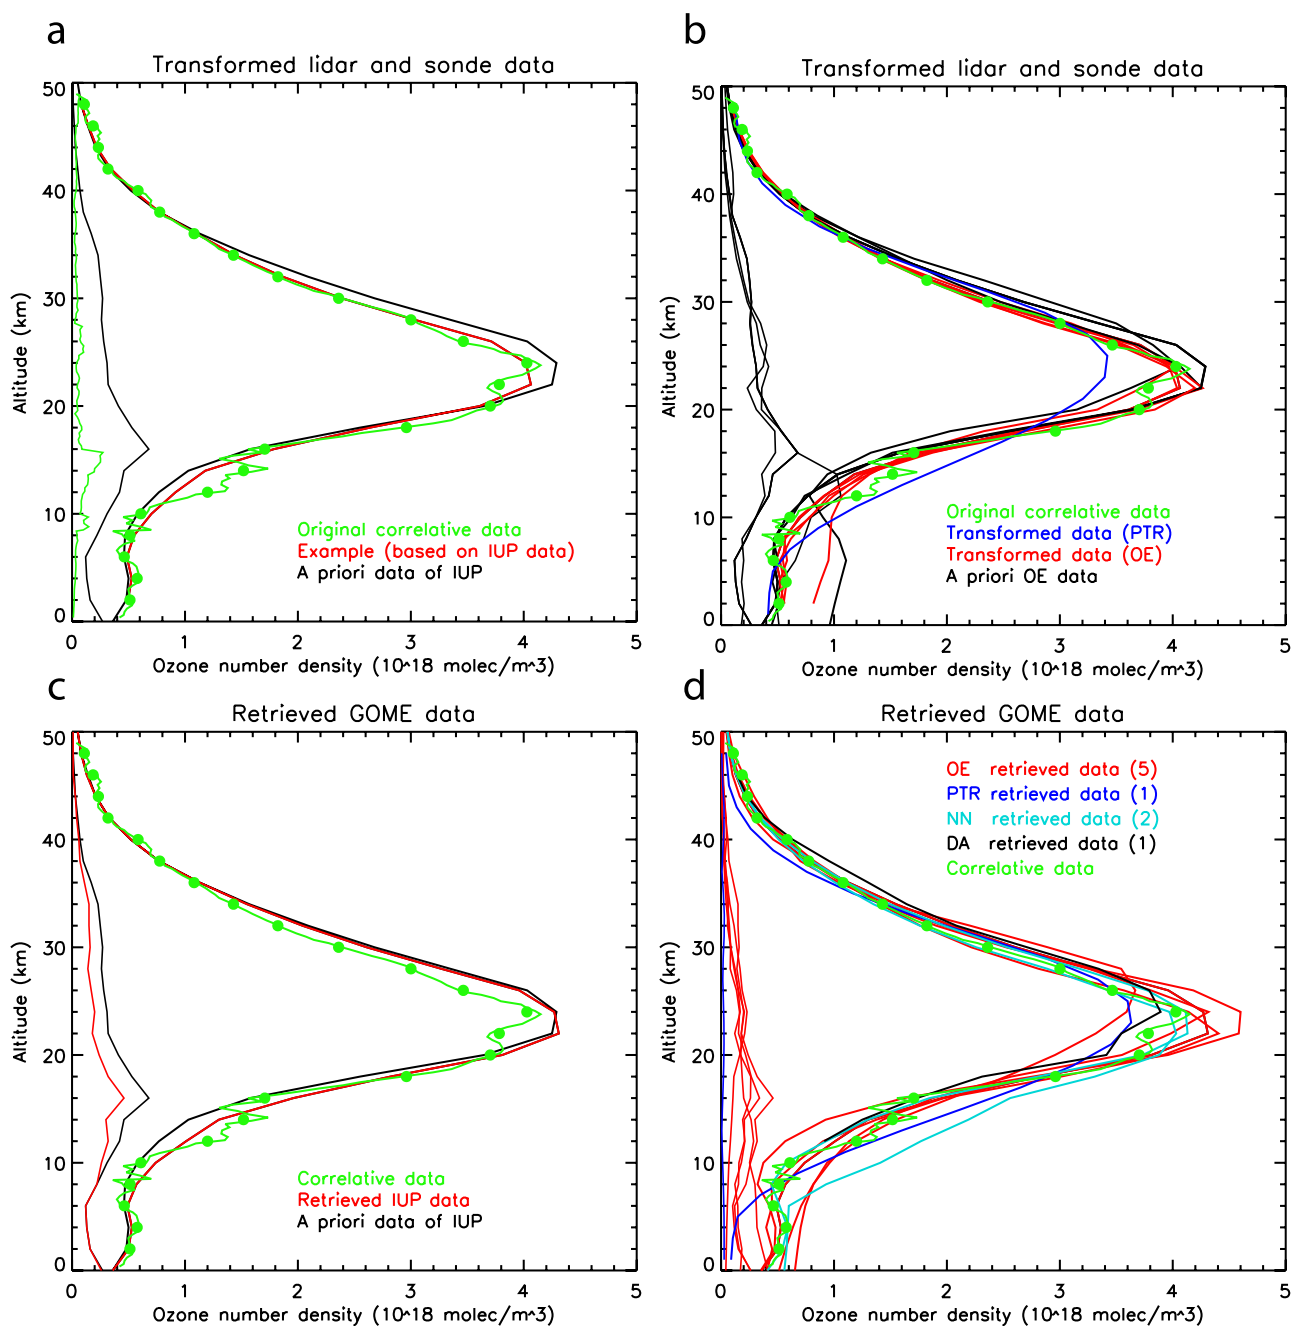 a
Transformed lidar and sonde data
50
40
30
20
10
0
Altitude (km)
Original correlative data
Example (based on IUP data)
A priori data of IUP
0 1 2 3 4 5
Ozone number density (10^18 molec/m^3)
b
Transformed lidar and sonde data
50
40
30
20
10
0
Altitude (km)
Original correlative data
Transformed data (PTR)
Transformed data (OE)
A priori OE data
0 1 2 3 4 5
Ozone number density (10^18 molec/m^3)
c
Retrieved GOME data
50
40
30
20
10
0
Altitude (km)
Correlative data
Retrieved IUP data
A priori data of IUP
0 1 2 3 4 5
Ozone number density (10^18 molec/m^3)
d
Retrieved GOME data
50
40
30
20
10
0
Altitude (km)
OE retrieved data (5)
PTR retrieved data (1)
NN retrieved data (2)
DA retrieved data (1)
Correlative data
0 1 2 3 4 5
Ozone number density (10^18 molec/m^3)